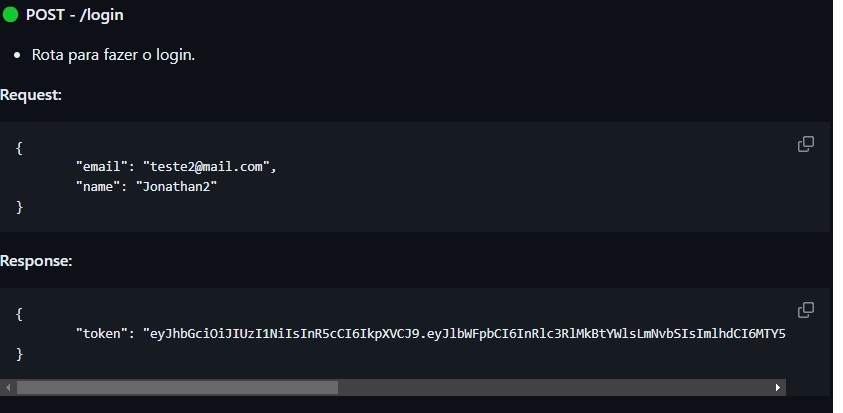 POST - /login
Rota para fazer o login.
Request:
{
"email": "teste2@mail.com",
"name": "Jonathan2"
}
Response:
{
"token": "eyJhbGciOiJIUzI1NiIsInR5cCI6IkpXVCJ9.eyJlbWFpbCI6InRlc3RlMkBtYWlsLmNvbSIsImlhdCI6MTY5
}